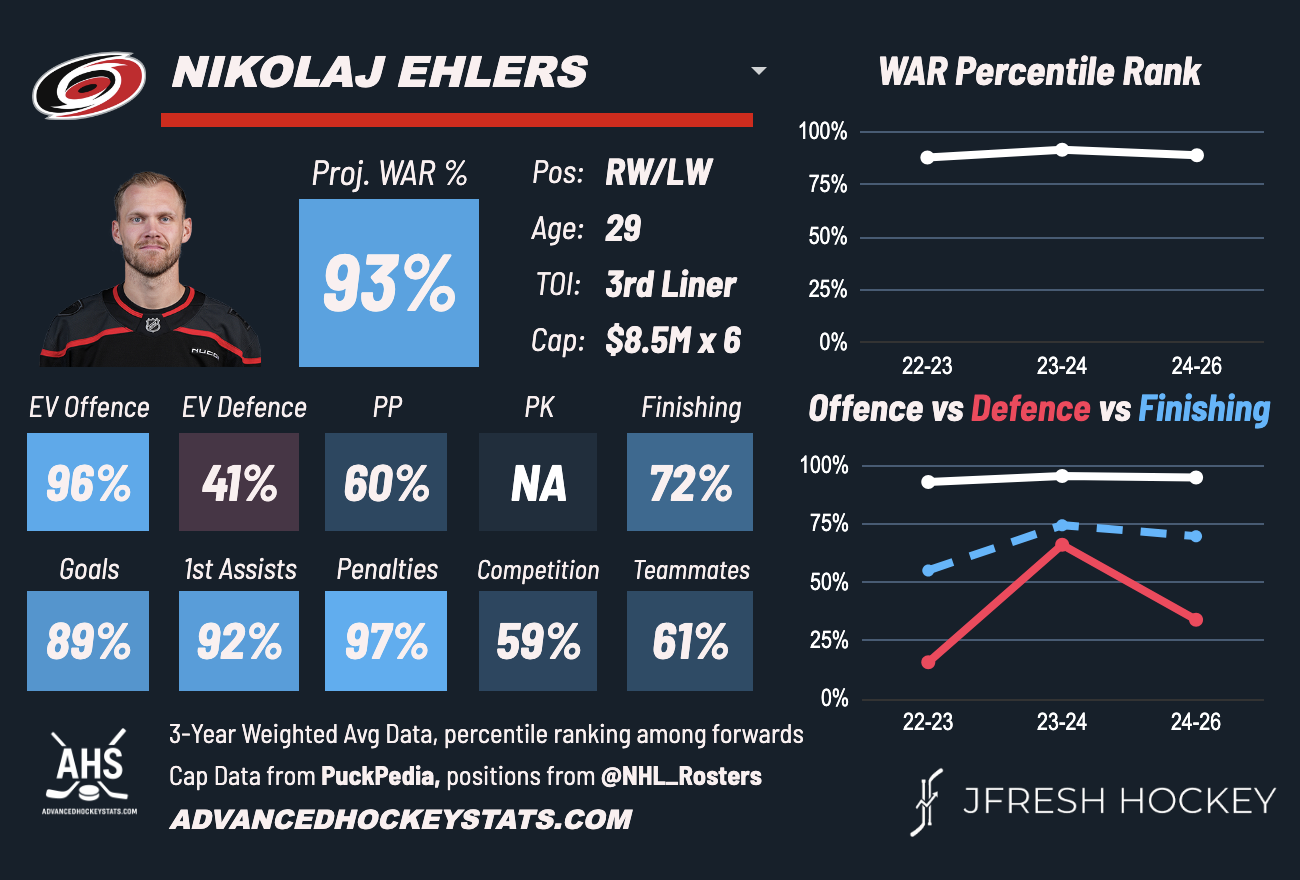 NIKOLAJ EHLERS
Proj. WAR %
93%
Pos: RW/LW
Age: 29
TOI: 3rd Liner
Cap: $8.5M x 6
EV Offence EV Defence PP PK Finishing
96% 41% 60% NA 72%
Goals 1st Assists Penalties Competition Teammates
89% 92% 97% 59% 61%
WAR Percentile Rank
100%
75%
50%
25%
0%
22-23 23-24 24-26
Offence vs Defence vs Finishing
100%
75%
50%
25%
0%
22-23 23-24 24-26
AHS
ADVANCEDHOCKEYSTATS.COM
3-Year Weighted Avg Data, percentile ranking among forwards
Cap Data from PuckPedia, positions from @NHL_Rosters
ADVANCEDHOCKEYSTATS.COM
JFRESH HOCKEY